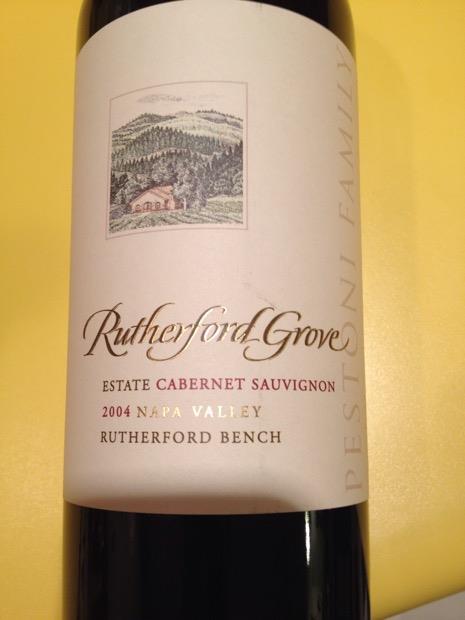 Rutherford Grove
ESTATE CABERNET SAUVIGNON
2004 NAPA VALLEY
RUTHERFORD BENCH
PESTONI FAMILY